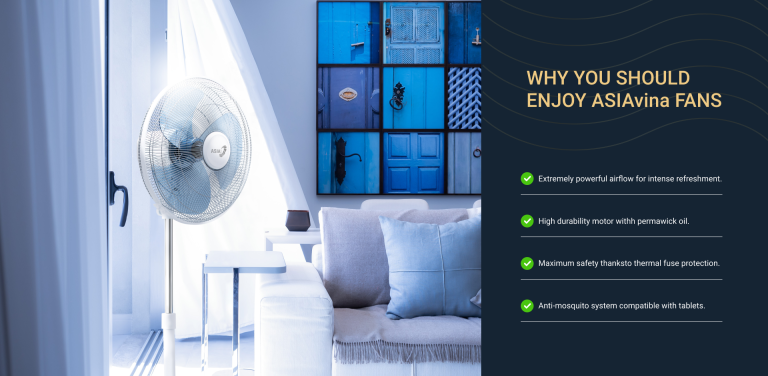 Asia
WHY YOU SHOULD
ENJOY ASIAvina FANS
Extremely powerful airflow for intense refreshment.
High durability motor withh permawick oil.
Maximum safety thanksto thermal fuse protection.
Anti-mosquito system compatible with tablets.